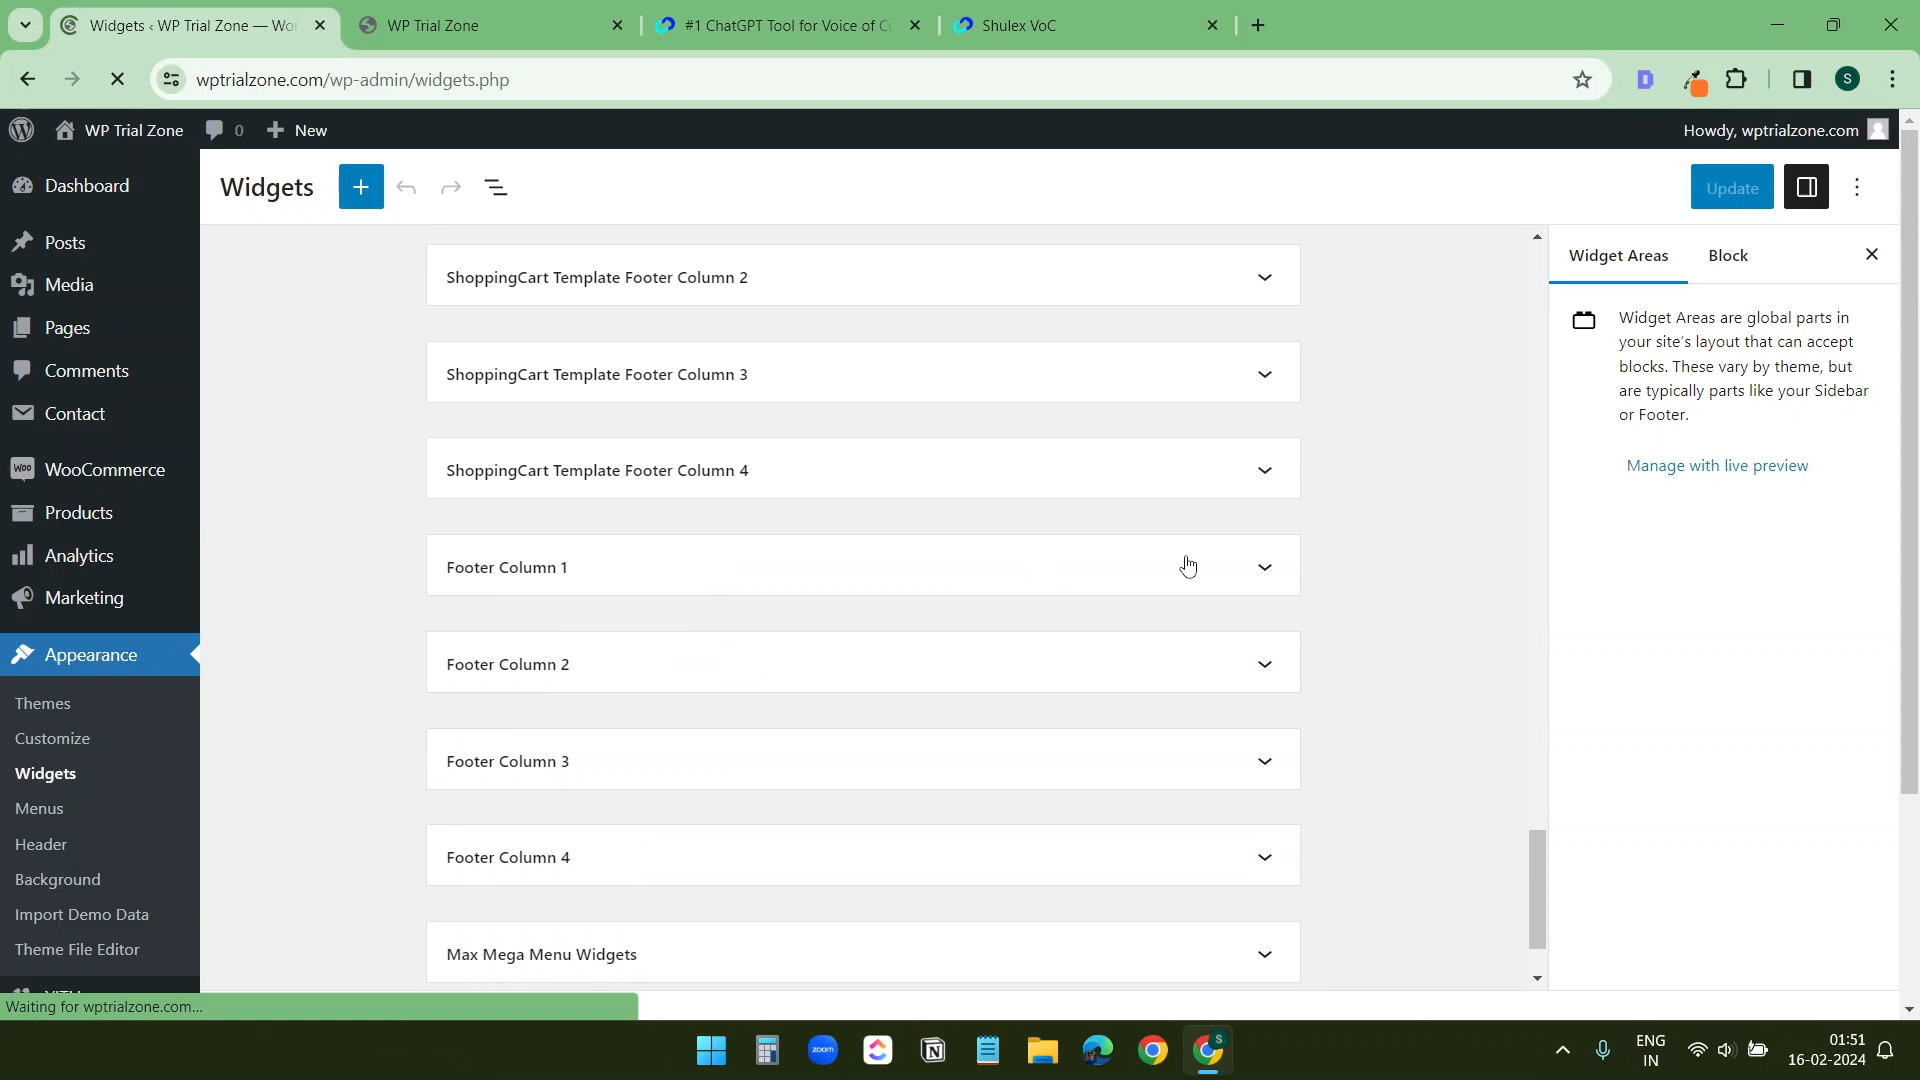 Widgets ‹ WP Trial Zone — Wor
WP Trial Zone
#1 ChatGPT Tool for Voice of Cu
Shulex VoC
wptrialzone.com/wp-admin/widgets.php
S
WP Trial Zone
0
New
Howdy, wptrialzone.com
Dashboard
Posts
Media
Pages
Comments
Contact
WooCommerce
Products
Analytics
Marketing
Appearance
Themes
Customize
Widgets
Menus
Header
Background
Import Demo Data
Theme File Editor
Widgets
Update
ShoppingCart Template Footer Column 2
ShoppingCart Template Footer Column 3
ShoppingCart Template Footer Column 4
Footer Column 1
Footer Column 2
Footer Column 3
Footer Column 4
Max Mega Menu Widgets
Widget Areas
Block
Widget Areas are global parts in
your site's layout that can accept
blocks. These vary by theme, but
are typically parts like your Sidebar
or Footer.
Manage with live preview
Waiting for wptrialzone.com...
zoom
ENG
IN
01:51
16-02-2024